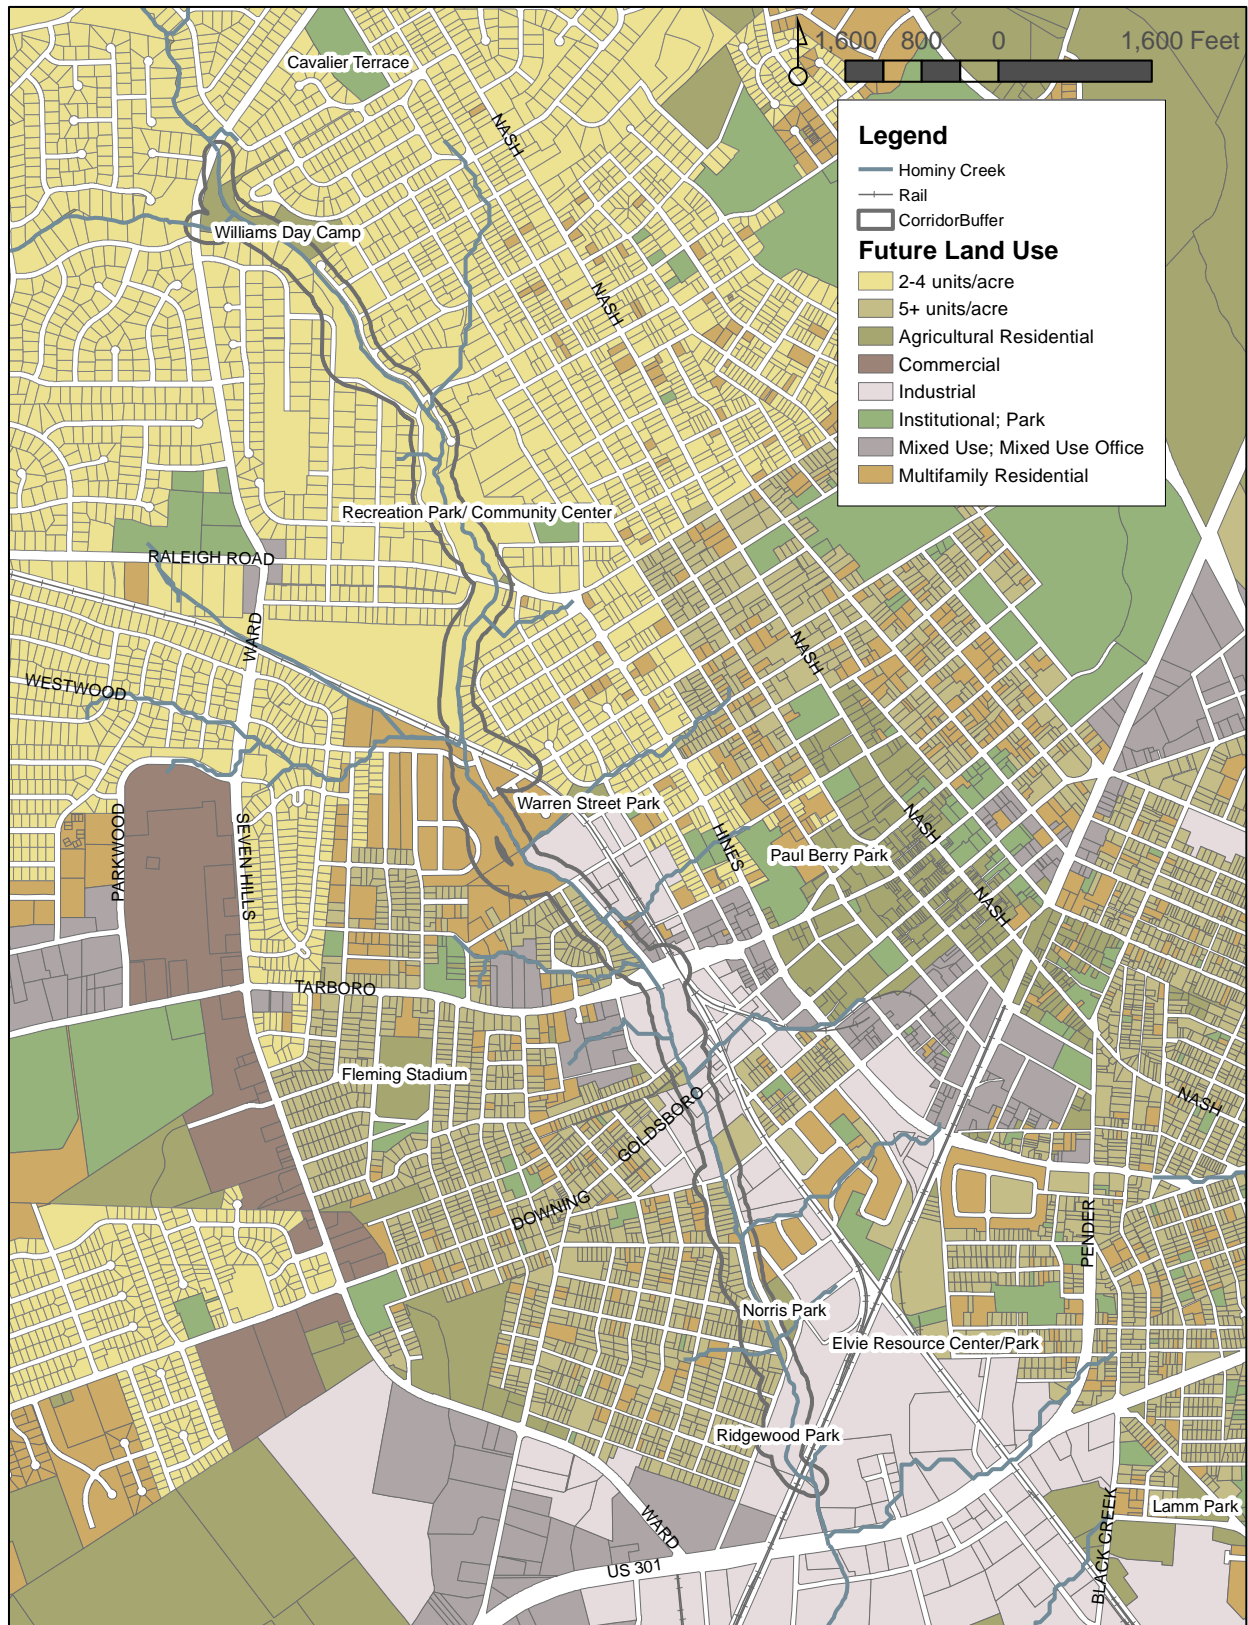 1,600 800 0 1,600 Feet
Cavalier Terrace
NASH
Legend
Hominy Creek
Rail
CorridorBuffer
Future Land Use
2-4 units/acre
5+ units/acre
Agricultural Residential
Commercial
Industrial
Institutional; Park
Mixed Use; Mixed Use Office
Multifamily Residential
Williams Day Camp
NASH
Recreation Park/ Community Center
RALEIGH ROAD
WARD
NASH
WESTWOOD
Warren Street Park
PARKWOOD
SEVEN HILLS
HINES
NASH
Paul Berry Park
NASH
TARBORO
Fleming Stadium
GOLDSBORO
NASH
DOWNING
PENDER
Norris Park
Elvie Resource Center/Park
Ridgewood Park
WARD
BLACK CREEK
Lamm Park
US 301